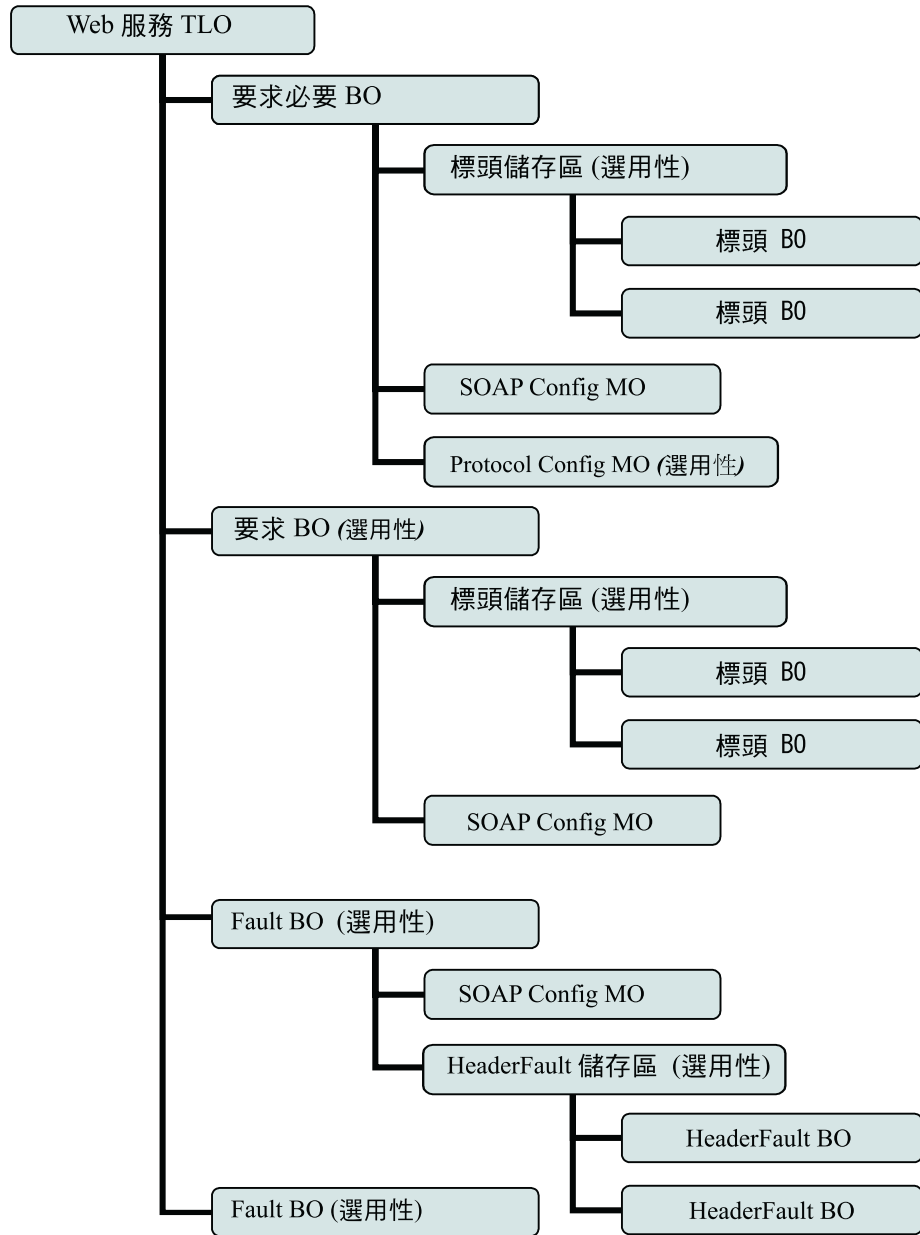 Web 服務 TLO
要求必要 BO
標頭儲存區 (選用性)
標頭 BO
標頭 BO
SOAP Config MO
Protocol Config MO (選用性)
要求 BO (選用性)
標頭儲存區 (選用性)
標頭 BO
標頭 BO
SOAP Config MO
Fault BO (選用性)
SOAP Config MO
HeaderFault 儲存區 (選用性)
HeaderFault BO
HeaderFault BO
Fault BO (選用性)